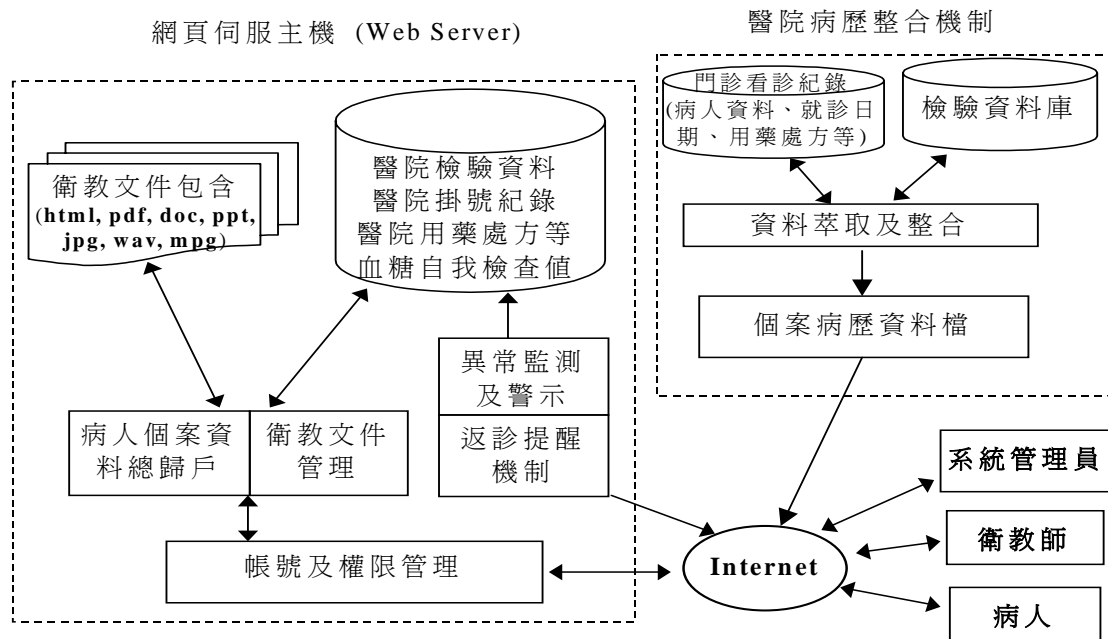 網頁伺服主機 (Web Server)
醫院病歷整合機制
門診看診紀錄
(病人資料、就診日
期、用藥處方等)
檢驗資料庫
衛教文件包含
(html, pdf, doc, ppt,
jpg, wav, mpg)
醫院檢驗資料
醫院掛號紀錄
醫院用藥處方等
血糖自我檢查値
資料萃取及整合
個案病歷資料檔
異常監測
及警示
返診提醒
機制
病人個案資
料總歸戶
衛教文件
管理
帳號及權限管理
Internet
系統管理員
衛教師
病人